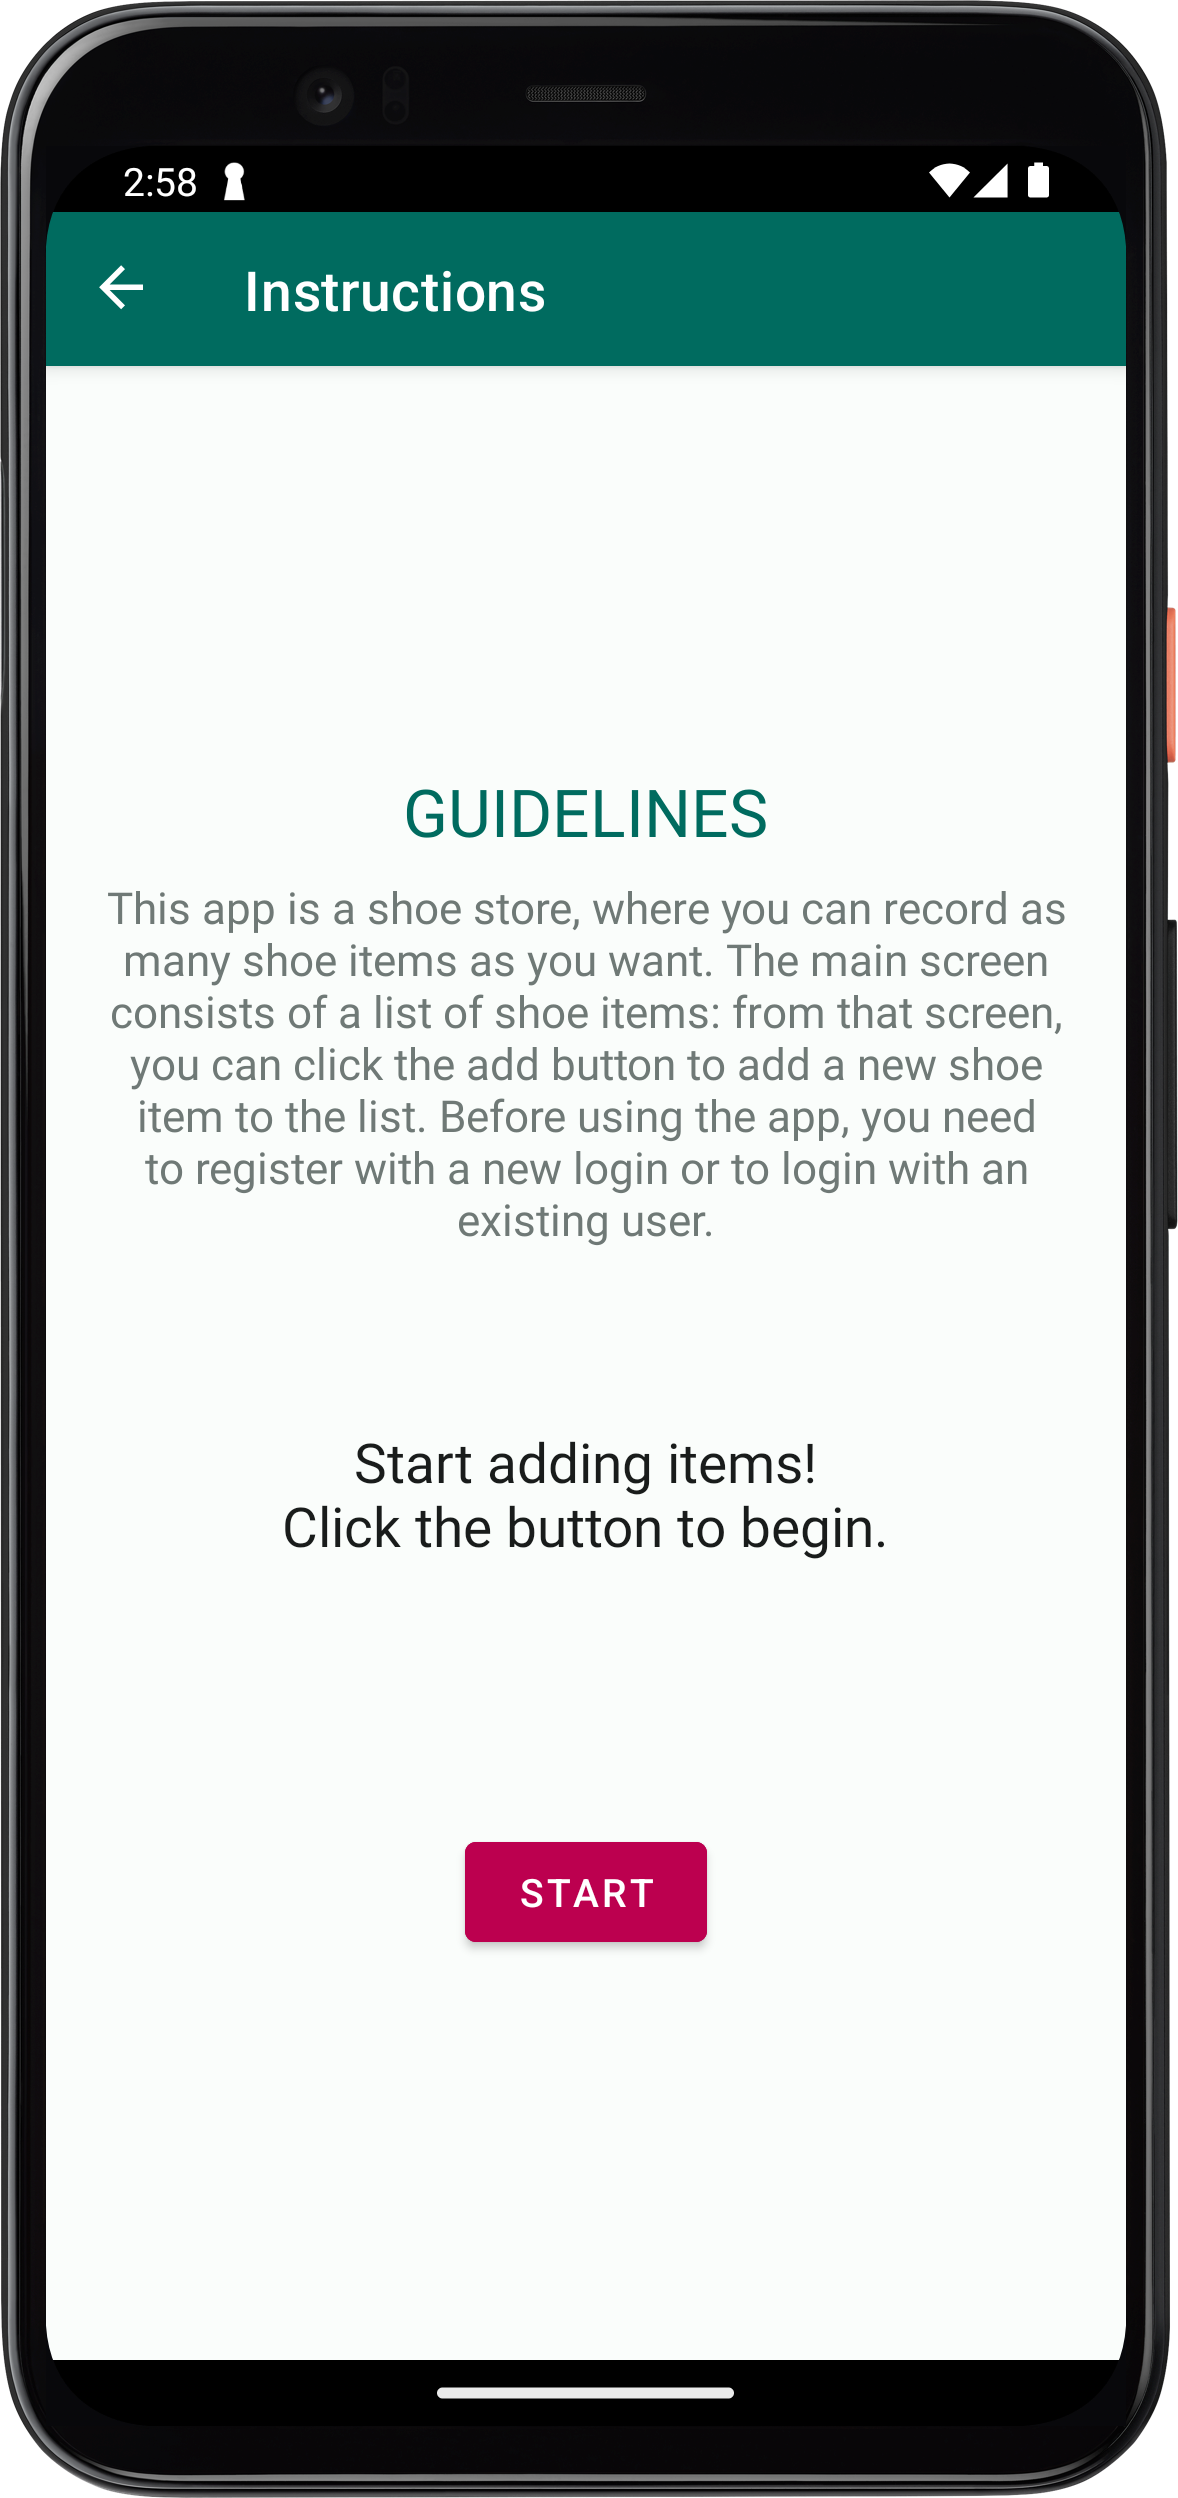 2:58
Instructions
GUIDELINES
This app is a shoe store, where you can record as
many shoe items as you want. The main screen
consists of a list of shoe items: from that screen,
you can click the add button to add a new shoe
item to the list. Before using the app, you need
to register with a new login or to login with an
existing user.
Start adding items!
Click the button to begin.
START